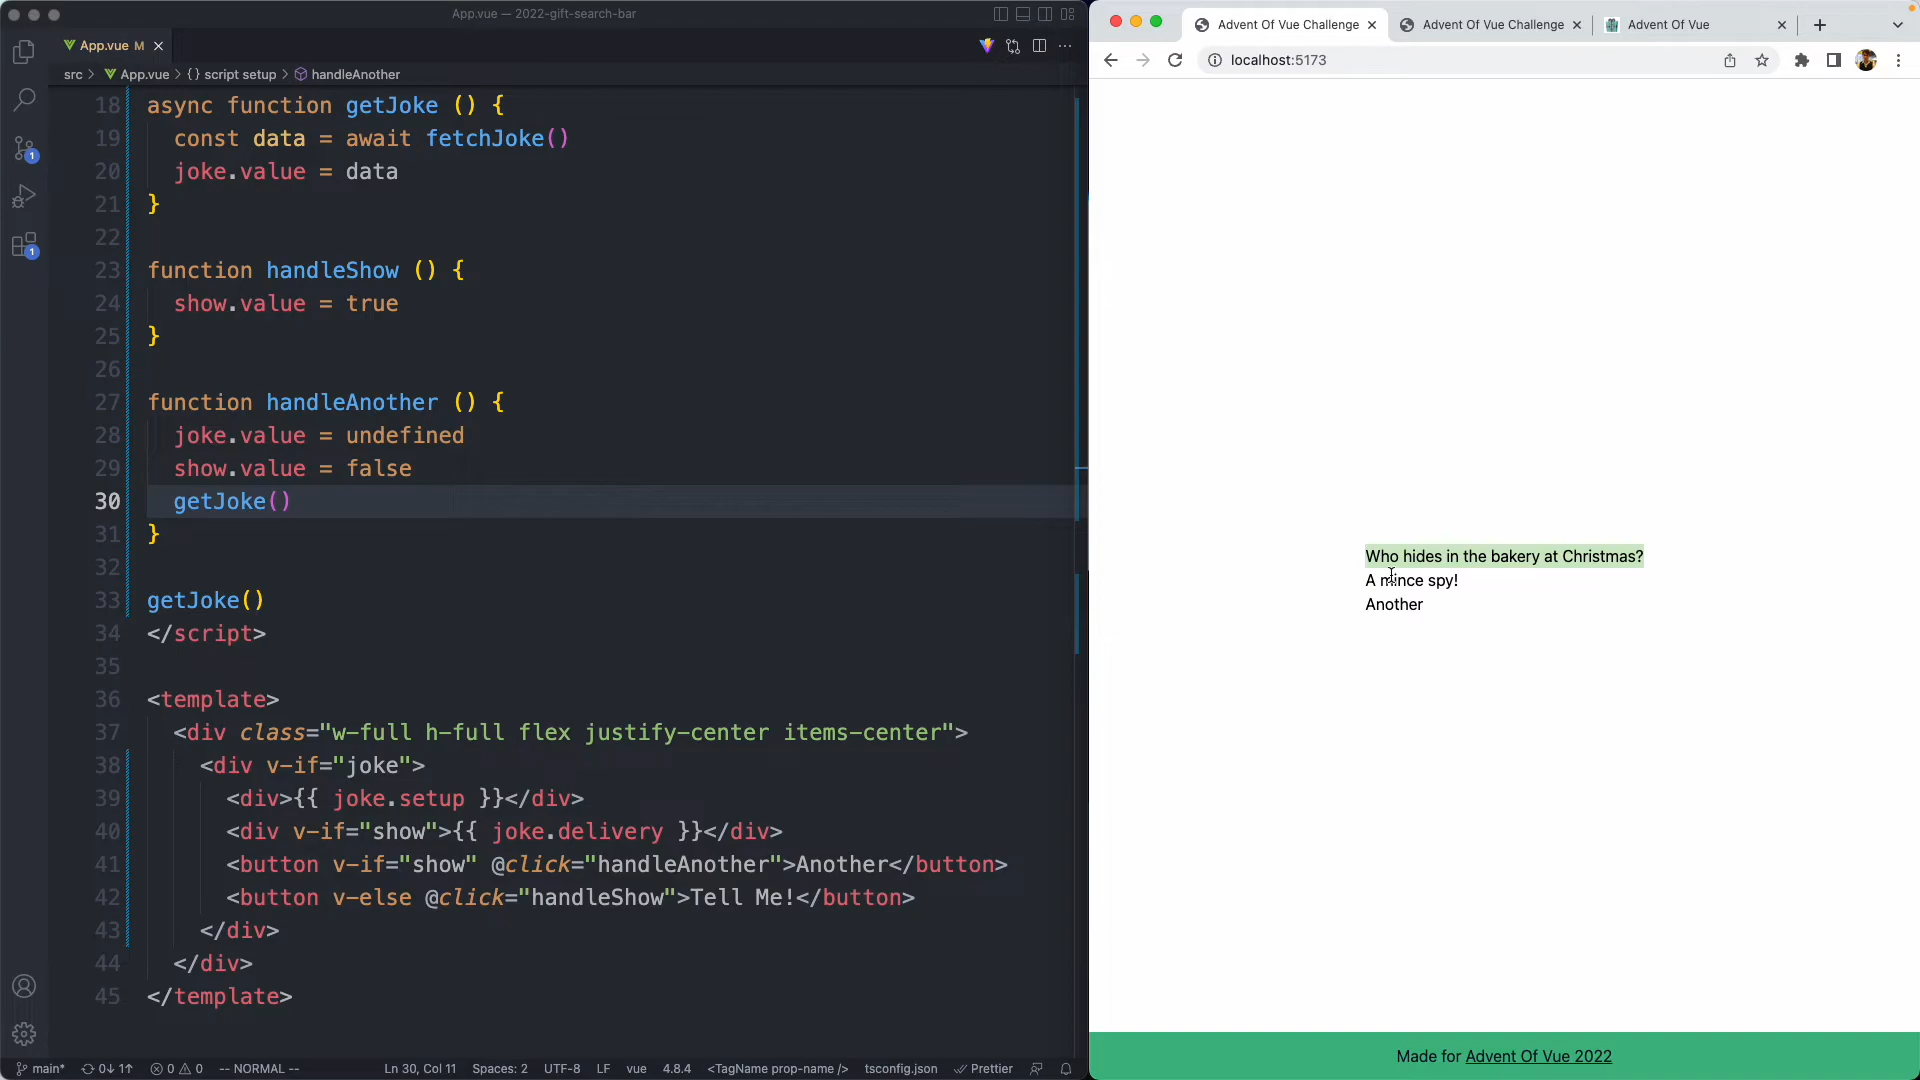 App.vue — 2022-gift-search-bar
App.vue M
src > App.vue > {} script setup > handleAnother
18 async function getJoke () {
19 const data = await fetchJoke()
20 joke.value = data
21 }
22
23 function handleShow () {
24 show.value = true
25 }
26
27 function handleAnother () {
28 joke.value = undefined
29 show.value = false
30 getJoke()
31 }
32
33 getJoke()
34 </script>
35
36 <template>
37 <div class="w-full h-full flex justify-center items-center">
38 <div v-if="joke">
39 <div>{{ joke.setup }}</div>
40 <div v-if="show">{{ joke.delivery }}</div>
41 <button v-if="show" @click="handleAnother">Another</button>
42 <button v-else @click="handleShow">Tell Me!</button>
43 </div>
44 </div>
45 </template>
1
1
main* 0↓ 1↑ 0 0 -- NORMAL -- Ln 30, Col 11 Spaces: 2 UTF-8 LF vue 4.8.4 <TagName prop-name /> tsconfig.json Prettier
Advent Of Vue Challenge
Advent Of Vue Challenge
Advent Of Vue
localhost:5173
Who hides in the bakery at Christmas?
A mince spy!
Another
Made for Advent Of Vue 2022